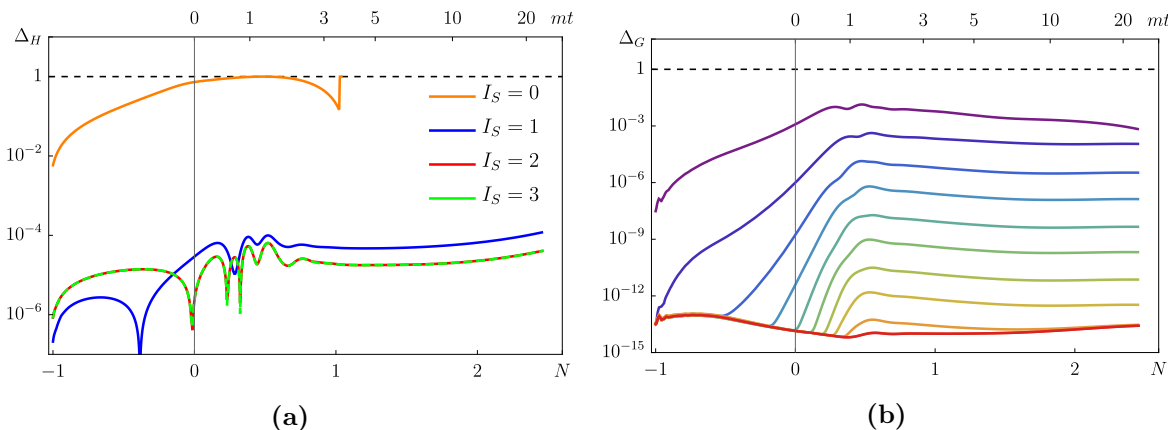 0 1 3 5 10 20 mt
Δ_H
1
10^{-2}
10^{-4}
10^{-6}
I_S = 0
I_S = 1
I_S = 2
I_S = 3
-1 0 1 2 N
(a)
0 1 5 10 20 mt
Δ_G
1
10^{-3}
10^{-6}
10^{-9}
10^{-12}
10^{-15}
-1 0 1 2 N
(b)